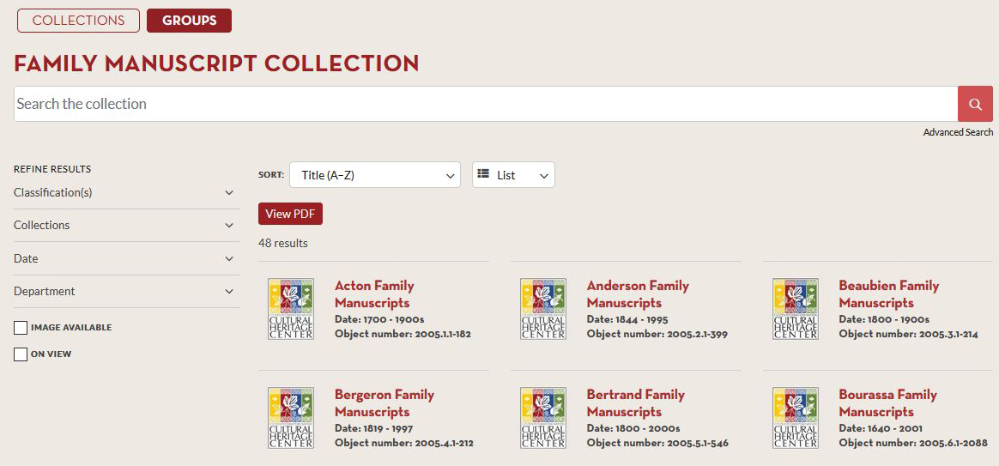 COLLECTIONS GROUPS
FAMILY MANUSCRIPT COLLECTION
Search the collection
Advanced Search
REFINE RESULTS
Classification(s)
Collections
Date
Department
IMAGE AVAILABLE
ON VIEW
SORT: Title (A–Z) List
View PDF
48 results
CULTURAL
HERITAGE
CENTER
Acton Family
Manuscripts
Date: 1700 - 1900s
Object number: 2005.1.1-182
CULTURAL
HERITAGE
CENTER
Anderson Family
Manuscripts
Date: 1844 - 1995
Object number: 2005.2.1-399
CULTURAL
HERITAGE
CENTER
Beaubien Family
Manuscripts
Date: 1800 - 1900s
Object number: 2005.3.1-214
CULTURAL
HERITAGE
CENTER
Bergeron Family
Manuscripts
Date: 1819 - 1997
Object number: 2005.4.1-212
CULTURAL
HERITAGE
CENTER
Bertrand Family
Manuscripts
Date: 1800 - 2000s
Object number: 2005.5.1-546
CULTURAL
HERITAGE
CENTER
Bourassa Family
Manuscripts
Date: 1640 - 2001
Object number: 2005.6.1-2088